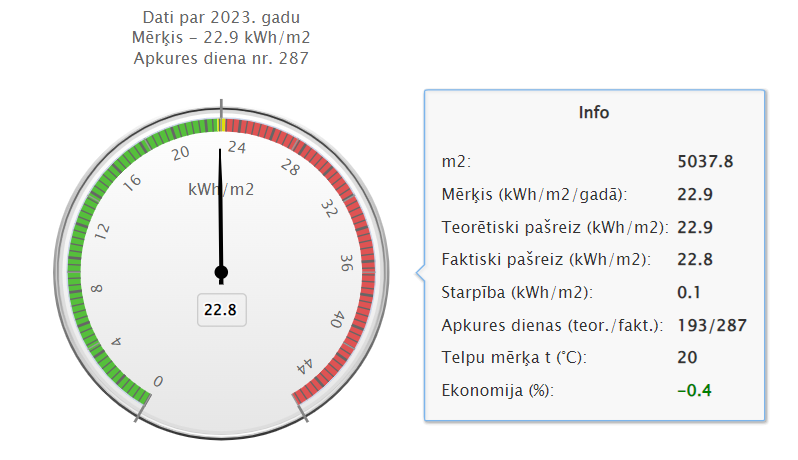 Dati par 2023. gadu
Mērķis - 22.9 kWh/m2
Apkures diena nr. 287
kWh/m2
0
4
8
12
16
20
24
28
32
36
40
44
22.8
Info
m2: 5037.8
Mērķis (kWh/m2/gadā): 22.9
Teorētiski pašreiz (kWh/m2): 22.9
Faktiski pašreiz (kWh/m2): 22.8
Starpība (kWh/m2): 0.1
Apkures dienas (teor./fakt.): 193/287
Telpu mērķa t (°C): 20
Ekonomija (%): -0.4